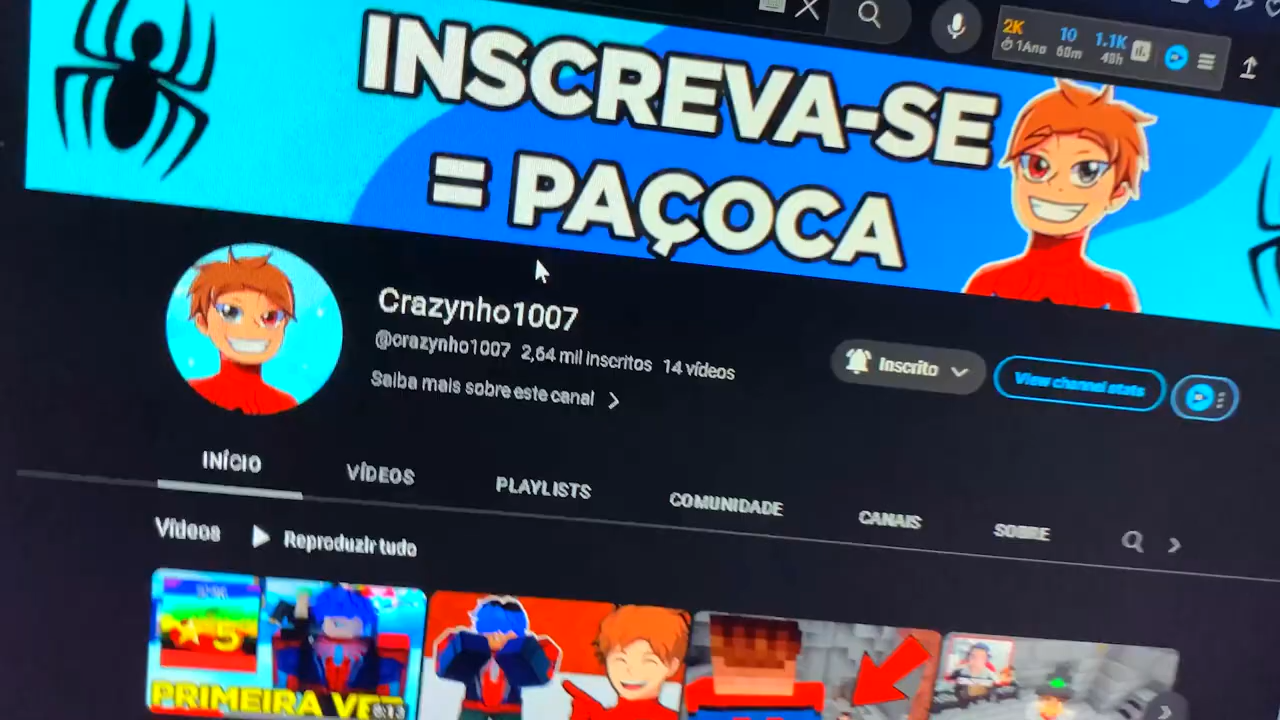 2K 10 1.1K
1Ano 60m 48h
INSCREVA-SE
= PAÇOCA
Crazynho1007
@crazynho1007 2,64 mil inscritos 14 vídeos
Saiba mais sobre este canal
Inscrito
View channel stats
INÍCIO VÍDEOS PLAYLISTS COMUNIDADE CANAIS SOBRE
Vídeos Reproduzir tudo
5
PRIMEIRA VE